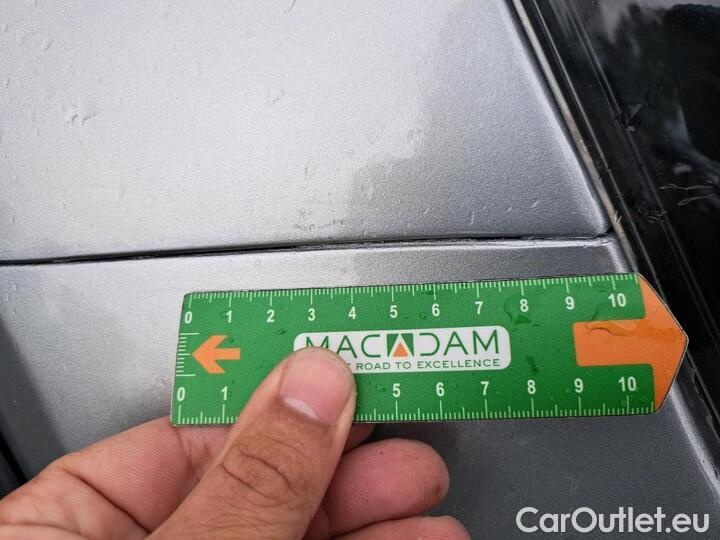 0 1 2 3 4 5 6 7 8 9 10
MACADAM
ROAD TO EXCELLENCE
0 1 5 6 7 8 9 10
CarOutlet.eu